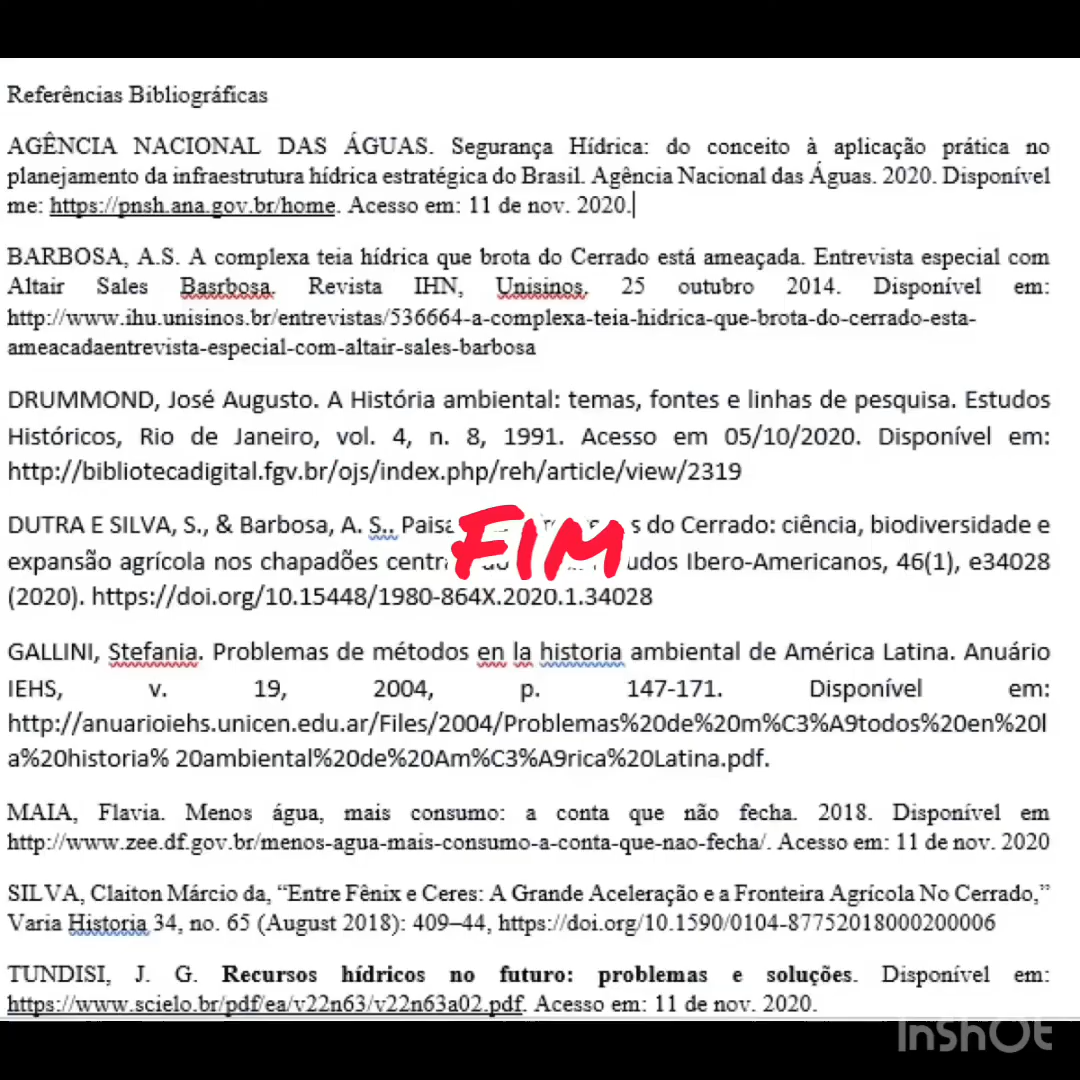 Referências Bibliográficas
AGÊNCIA NACIONAL DAS ÁGUAS. Segurança Hídrica: do conceito à aplicação prática no
planejamento da infraestrutura hídrica estratégica do Brasil. Agência Nacional das Águas. 2020. Disponível
me: https://pnsh.ana.gov.br/home. Acesso em: 11 de nov. 2020.
BARBOSA, A.S. A complexa teia hídrica que brota do Cerrado está ameaçada. Entrevista especial com
Altair Sales Basrbosa. Revista IHN, Unisinos. 25 outubro 2014. Disponível em:
http://www.ihu.unisinos.br/entrevistas/536664-a-complexa-teia-hidrica-que-brota-do-cerrado-esta-
ameacadaentrevista-especial-com-altair-sales-barbosa
DRUMMOND, José Augusto. A História ambiental: temas, fontes e linhas de pesquisa. Estudos
Históricos, Rio de Janeiro, vol. 4, n. 8, 1991. Acesso em 05/10/2020. Disponível em:
http://bibliotecadigital.fgv.br/ojs/index.php/reh/article/view/2319
DUTRA E SILVA, S., & Barbosa, A. S.. do Cerrado: ciência, biodiversidade e
FIM
expansão agrícola nos chapadões Ibero-Americanos, 46(1), e34028
(2020). https://doi.org/10.15448/1980-864X.2020.1.34028
GALLINI, Stefania. Problemas de métodos en la historia ambiental de América Latina. Anuário
IEHS, v. 19, 2004, p. 147-171. Disponível em:
http://anuarioiehs.unicen.edu.ar/Files/2004/Problemas%20de%20m%C3%A9todos%20en%20l
a%20historia% 20ambiental%20de%20Am%C3%A9rica%20Latina.pdf.
MAIA, Flavia. Menos água, mais consumo: a conta que não fecha. 2018. Disponível em
http://www.zee.df.gov.br/menos-agua-mais-consumo-a-conta-que-nao-fecha/. Acesso em: 11 de nov. 2020
SILVA, Claiton Márcio da, “Entre Fênix e Ceres: A Grande Aceleração e a Fronteira Agrícola No Cerrado,”
Varia Historia 34, no. 65 (August 2018): 409–44, https://doi.org/10.1590/0104-87752018000200006
TUNDISI, J. G. Recursos hídricos no futuro: problemas e soluções. Disponível em:
https://www.scielo.br/pdf/ea/v22n63/v22n63a02.pdf. Acesso em: 11 de nov. 2020.
InShOt